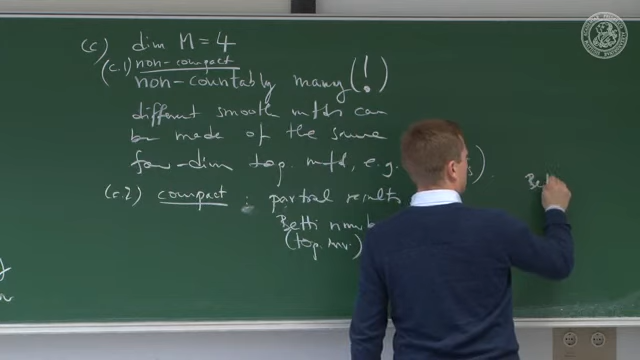 (c) dim M = 4
(c.1) non-compact
non-countably many (!)
different smooth mfds can
be made of the same
four-dim top. mfd, e.g.
(c.2) compact : partial results
Betti
(top. inv.)